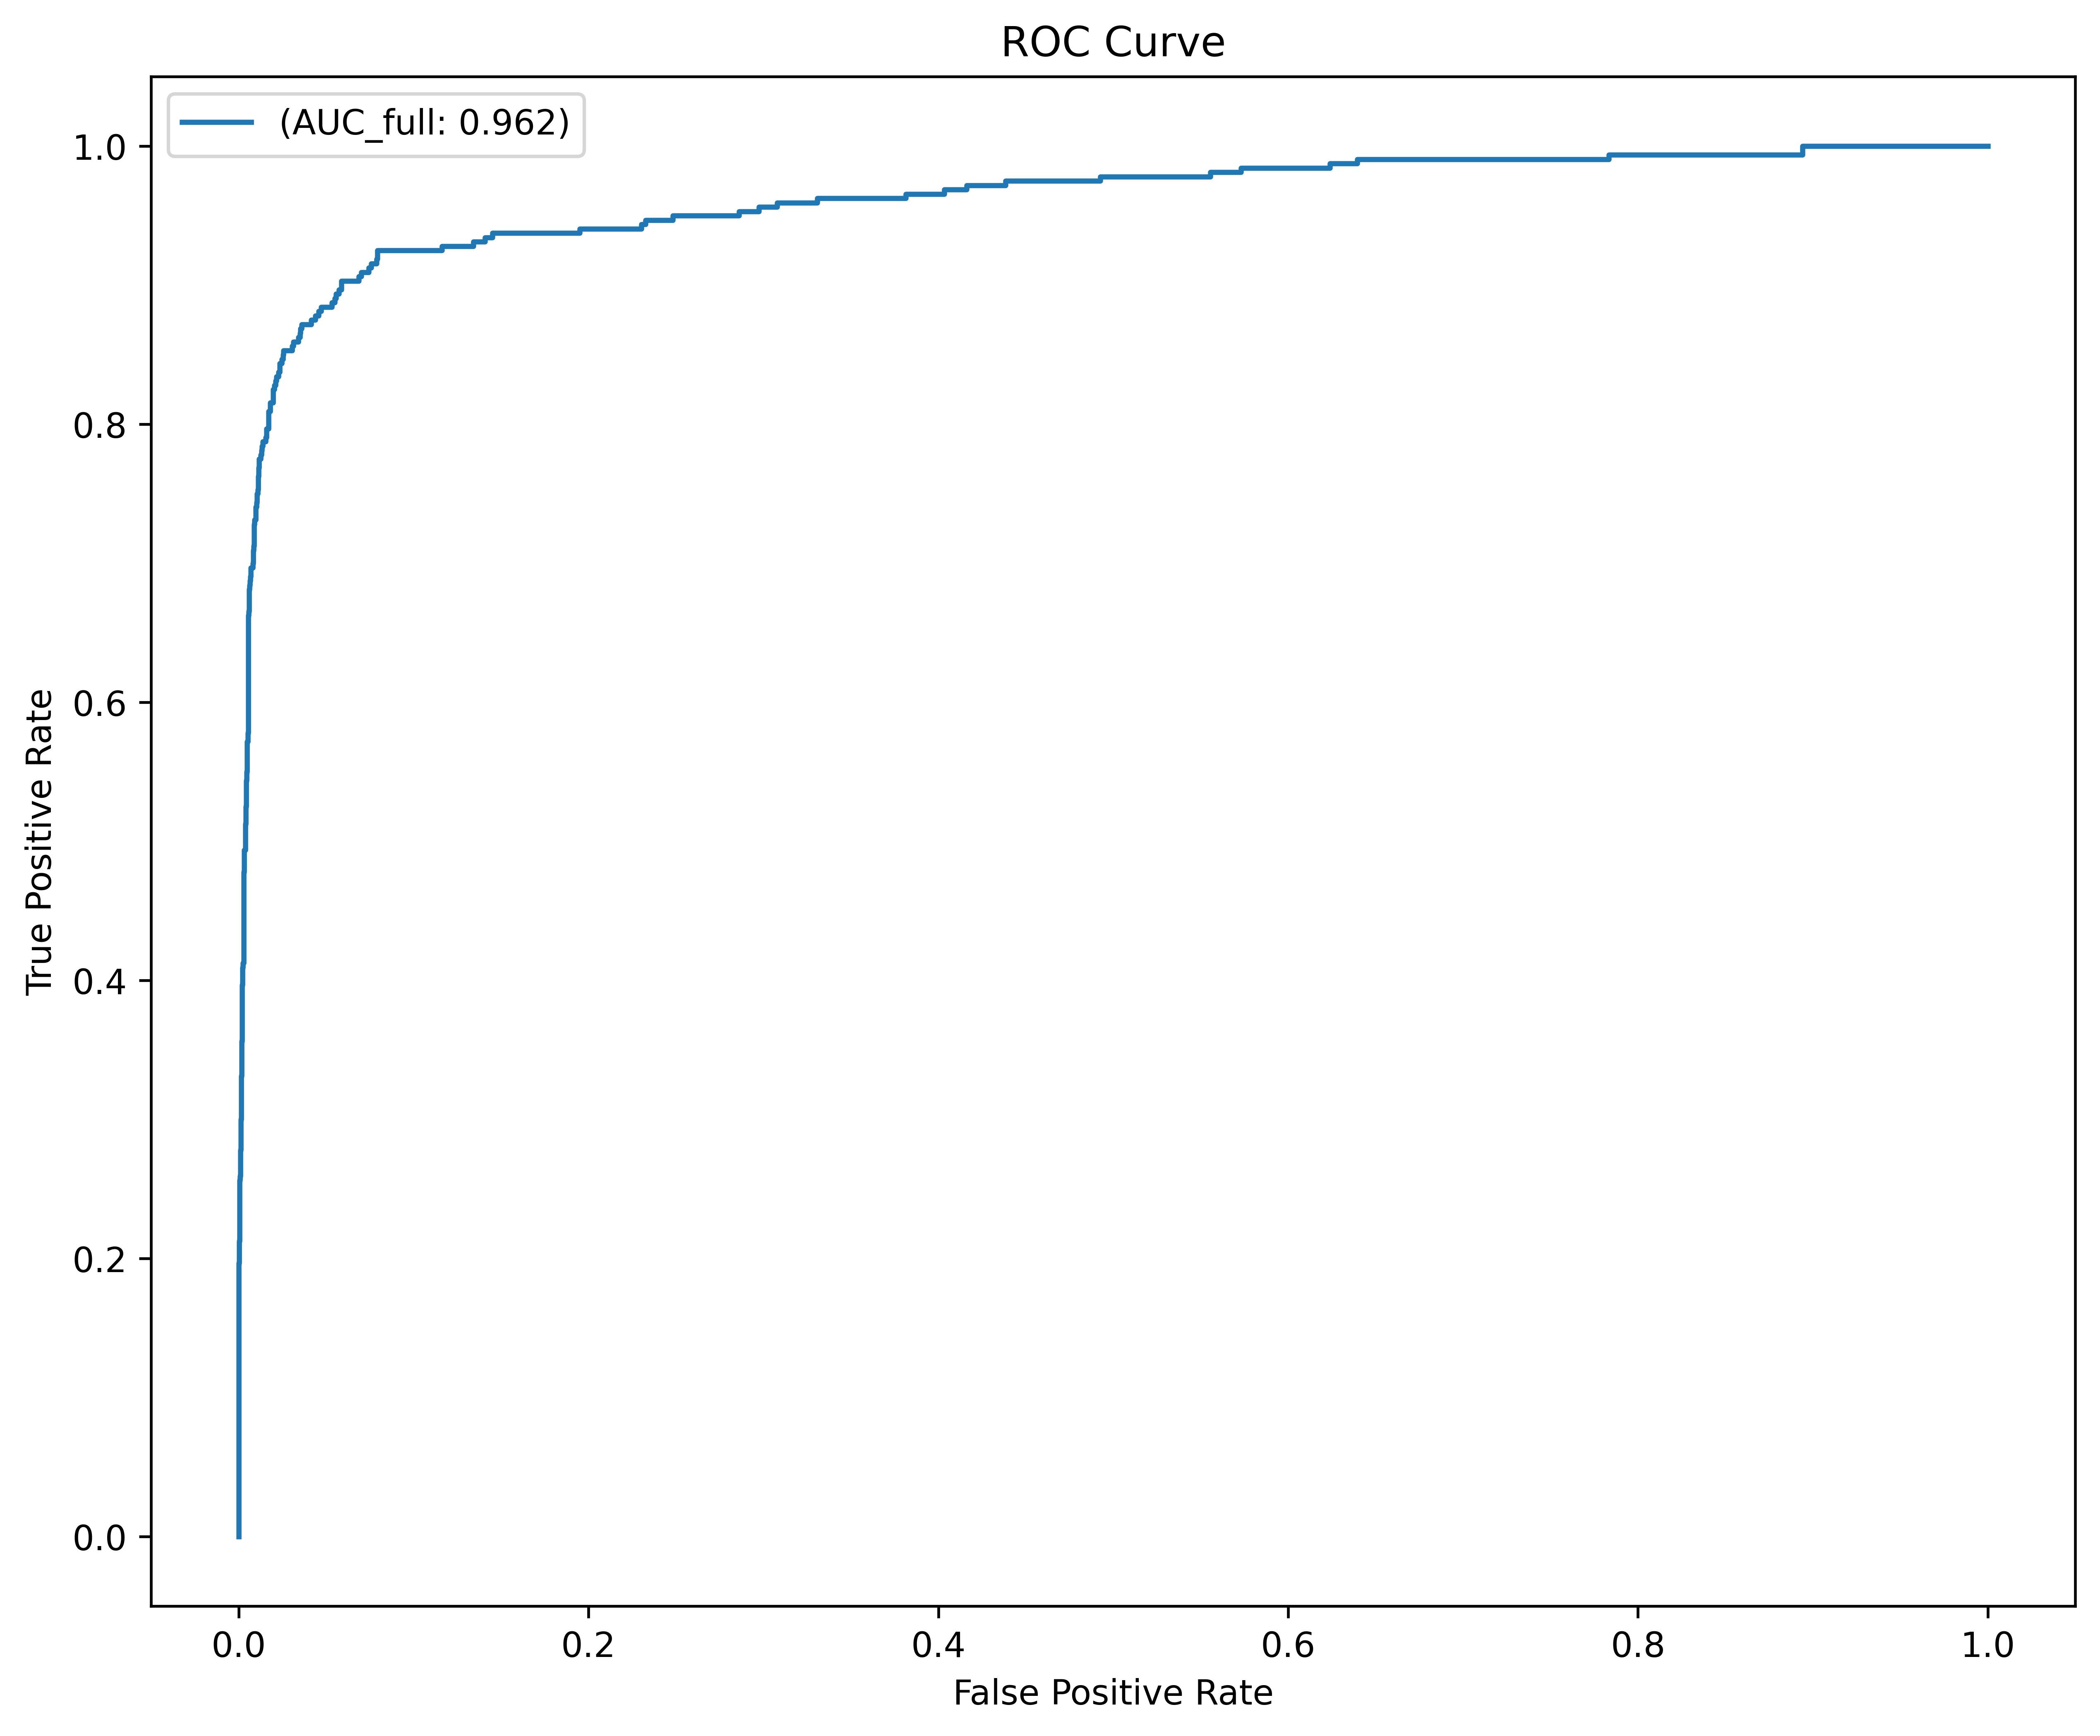 ROC Curve
(AUC_full: 0.962)
True Positive Rate
1.0
0.8
0.6
0.4
0.2
0.0
0.0 0.2 0.4 0.6 0.8 1.0
False Positive Rate